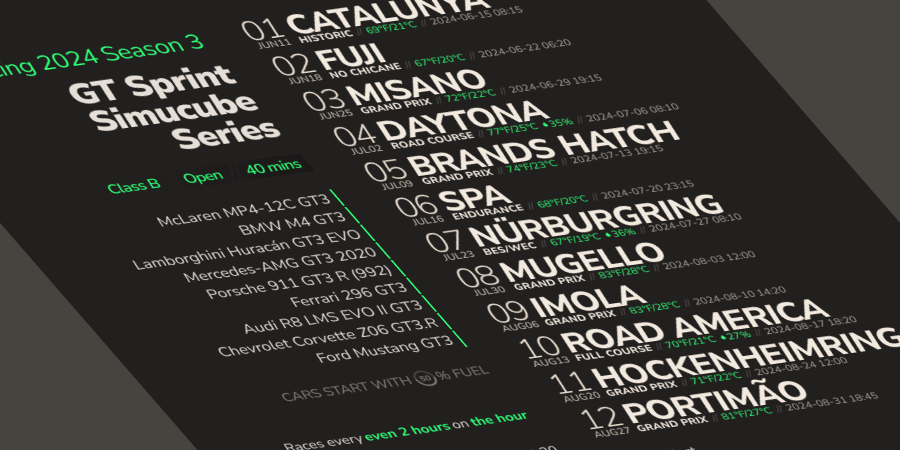 ing 2024 Season 3
GT Sprint
Simucube
Series
Class B Open 40 mins
McLaren MP4-12C GT3
BMW M4 GT3
Lamborghini Huracán GT3 EVO
Mercedes-AMG GT3 2020
Porsche 911 GT3 R (992)
Ferrari 296 GT3
Audi R8 LMS EVO II GT3
Chevrolet Corvette Z06 GT3.R
Ford Mustang GT3
CARS START WITH 50 % FUEL
Races every even 2 hours on the hour
01 CATALUNYA
JUN11 HISTORIC // 69°F/21°C // 2024-06-15 08:15
02 FUJI
JUN18 NO CHICANE // 67°F/20°C // 2024-06-22 06:20
03 MISANO
JUN25 GRAND PRIX // 72°F/22°C // 2024-06-29 19:15
04 DAYTONA
JUL02 ROAD COURSE // 77°F/25°C 35% // 2024-07-06 08:10
05 BRANDS HATCH
JUL09 GRAND PRIX // 74°F/23°C // 2024-07-13 19:15
06 SPA
JUL16 ENDURANCE // 68°F/20°C // 2024-07-20 23:15
07 NÜRBURGRING
JUL23 BES/WEC // 67°F/19°C 36% // 2024-07-27 08:10
08 MUGELLO
JUL30 GRAND PRIX // 83°F/28°C // 2024-08-03 12:00
09 IMOLA
AUG06 GRAND PRIX // 83°F/28°C // 2024-08-10 14:20
10 ROAD AMERICA
AUG13 FULL COURSE // 70°F/21°C 27% // 2024-08-17 18:20
11 HOCKENHEIMRING
AUG20 GRAND PRIX // 71°F/22°C // 2024-08-24 12:00
12 PORTIMÃO
AUG27 GRAND PRIX // 81°F/27°C // 2024-08-31 18:45